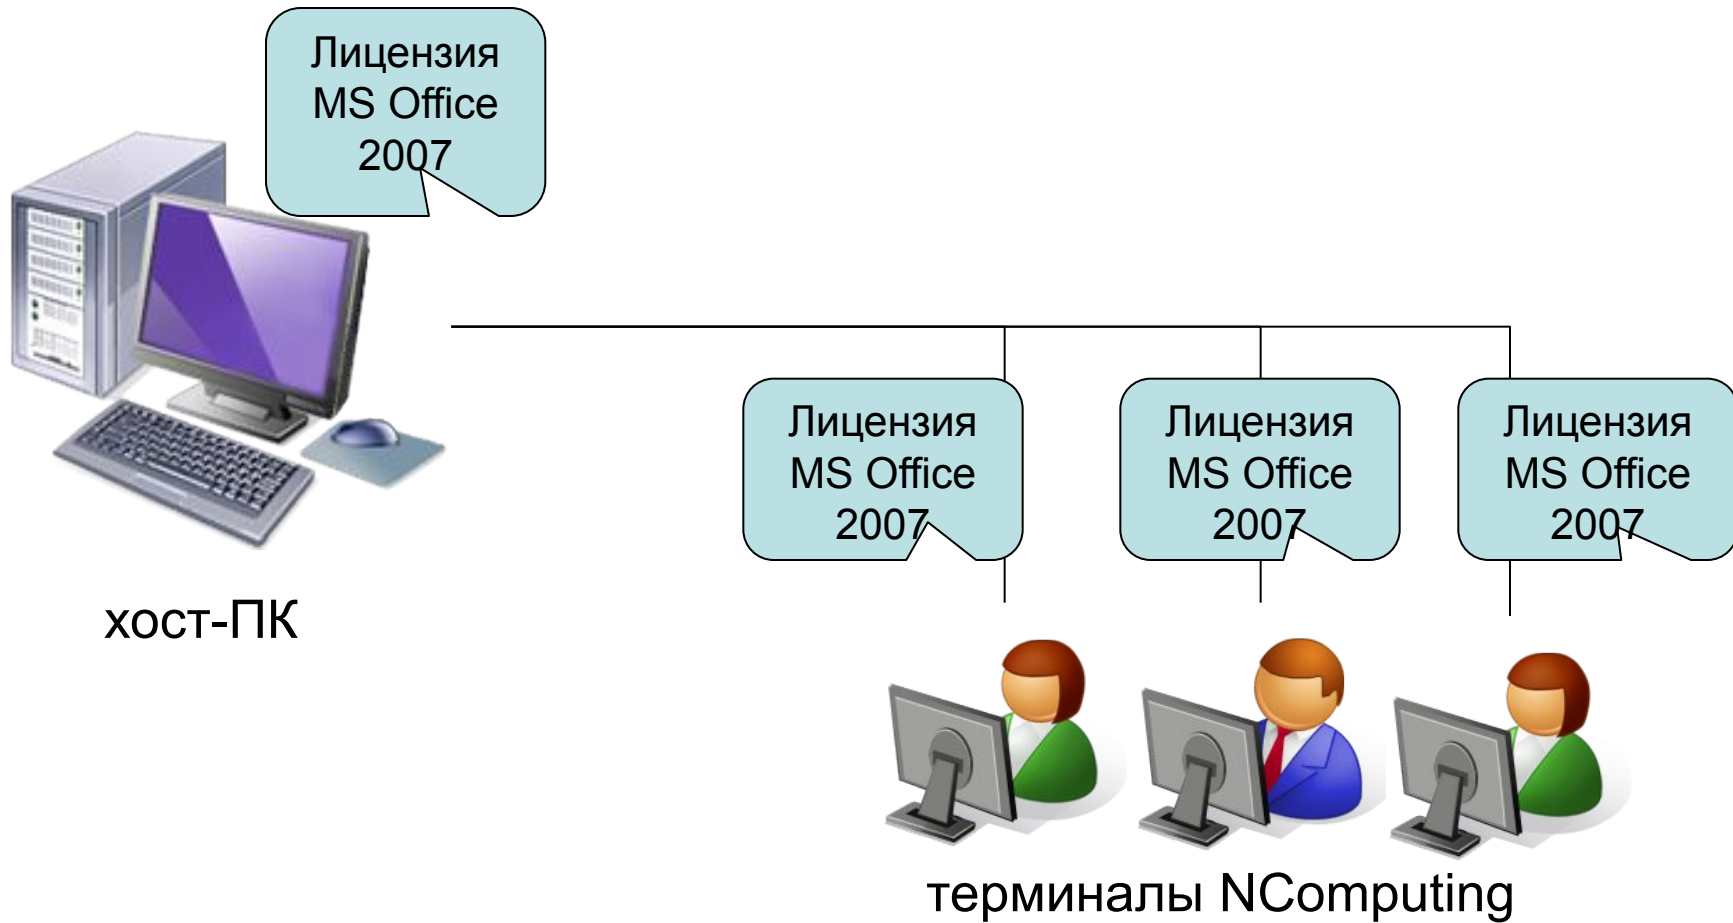 Лицензия
MS Office
2007
хост-ПК
Лицензия
MS Office
2007
Лицензия
MS Office
2007
Лицензия
MS Office
2007
терминалы NComputing